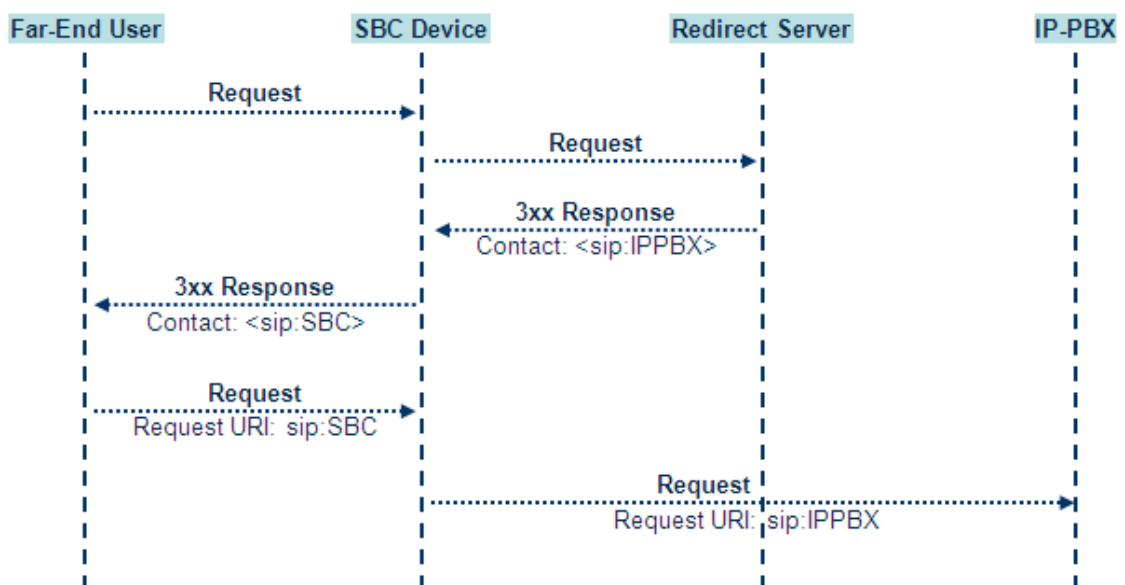 Far-End User
SBC Device
Redirect Server
IP-PBX
Request
Request
3xx Response
Contact: <sip:IPPBX>
3xx Response
Contact: <sip:SBC>
Request
Request URI: sip:SBC
Request
Request URI: sip:IPPBX